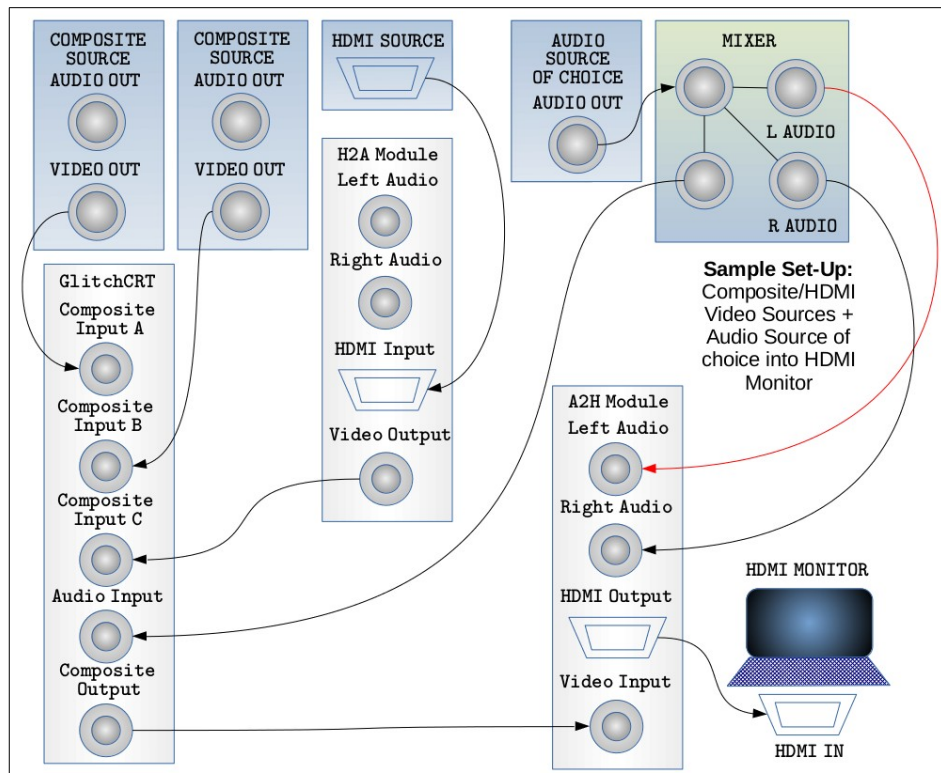 COMPOSITE
SOURCE
AUDIO OUT
VIDEO OUT
COMPOSITE
SOURCE
AUDIO OUT
VIDEO OUT
HDMI SOURCE
AUDIO
SOURCE
OF CHOICE
AUDIO OUT
MIXER
L AUDIO
R AUDIO
H2A Module
Left Audio
Right Audio
HDMI Input
Video Output
GlitchCRT
Composite
Input A
Composite
Input B
Composite
Input C
Audio Input
Composite
Output
Sample Set-Up:
Composite/HDMI
Video Sources +
Audio Source of
choice into HDMI
Monitor
A2H Module
Left Audio
Right Audio
HDMI Output
Video Input
HDMI MONITOR
HDMI IN